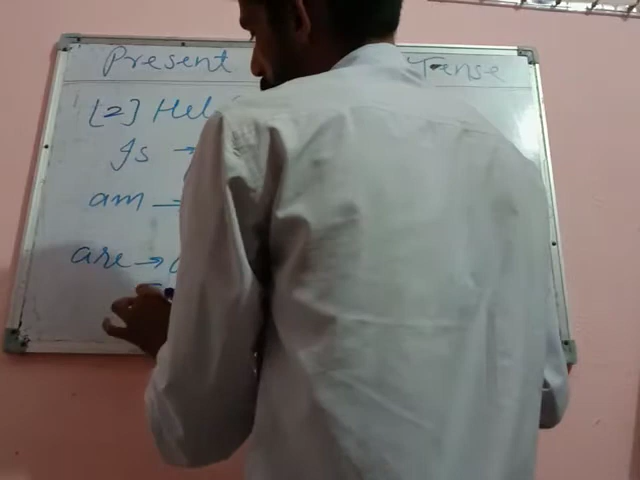 Present Tense
[2] Hel
Is →
am →
are →